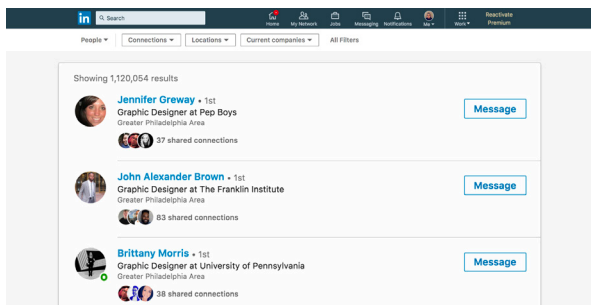 in Search Home My Network Jobs Messaging Notifications Me Work Reactivate Premium
People Connections Locations Current companies All Filters
Showing 1,120,054 results
Jennifer Greway • 1st
Graphic Designer at Pep Boys
Greater Philadelphia Area
37 shared connections
Message
John Alexander Brown • 1st
Graphic Designer at The Franklin Institute
Greater Philadelphia Area
83 shared connections
Message
Brittany Morris • 1st
Graphic Designer at University of Pennsylvania
Greater Philadelphia Area
38 shared connections
Message